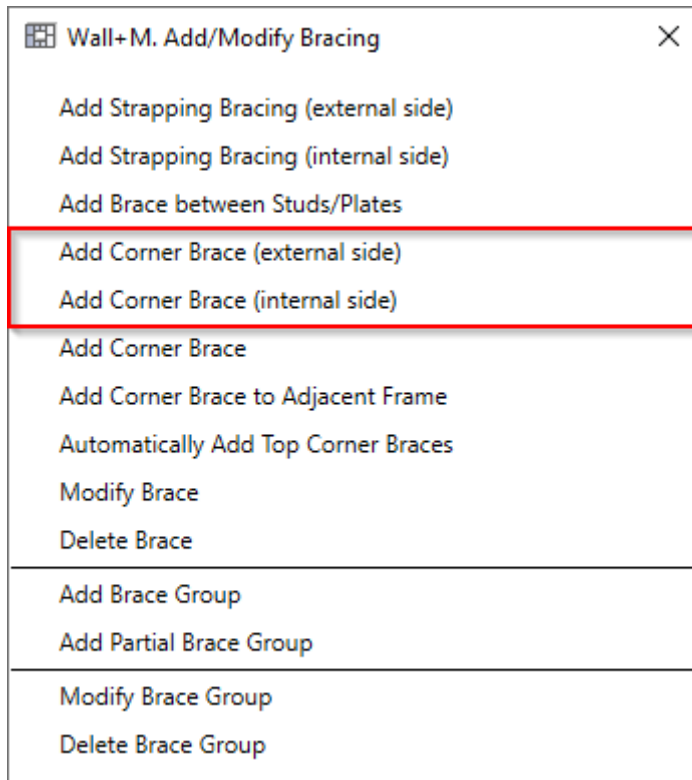 Wall+M. Add/Modify Bracing
Add Strapping Bracing (external side)
Add Strapping Bracing (internal side)
Add Brace between Studs/Plates
Add Corner Brace (external side)
Add Corner Brace (internal side)
Add Corner Brace
Add Corner Brace to Adjacent Frame
Automatically Add Top Corner Braces
Modify Brace
Delete Brace
Add Brace Group
Add Partial Brace Group
Modify Brace Group
Delete Brace Group